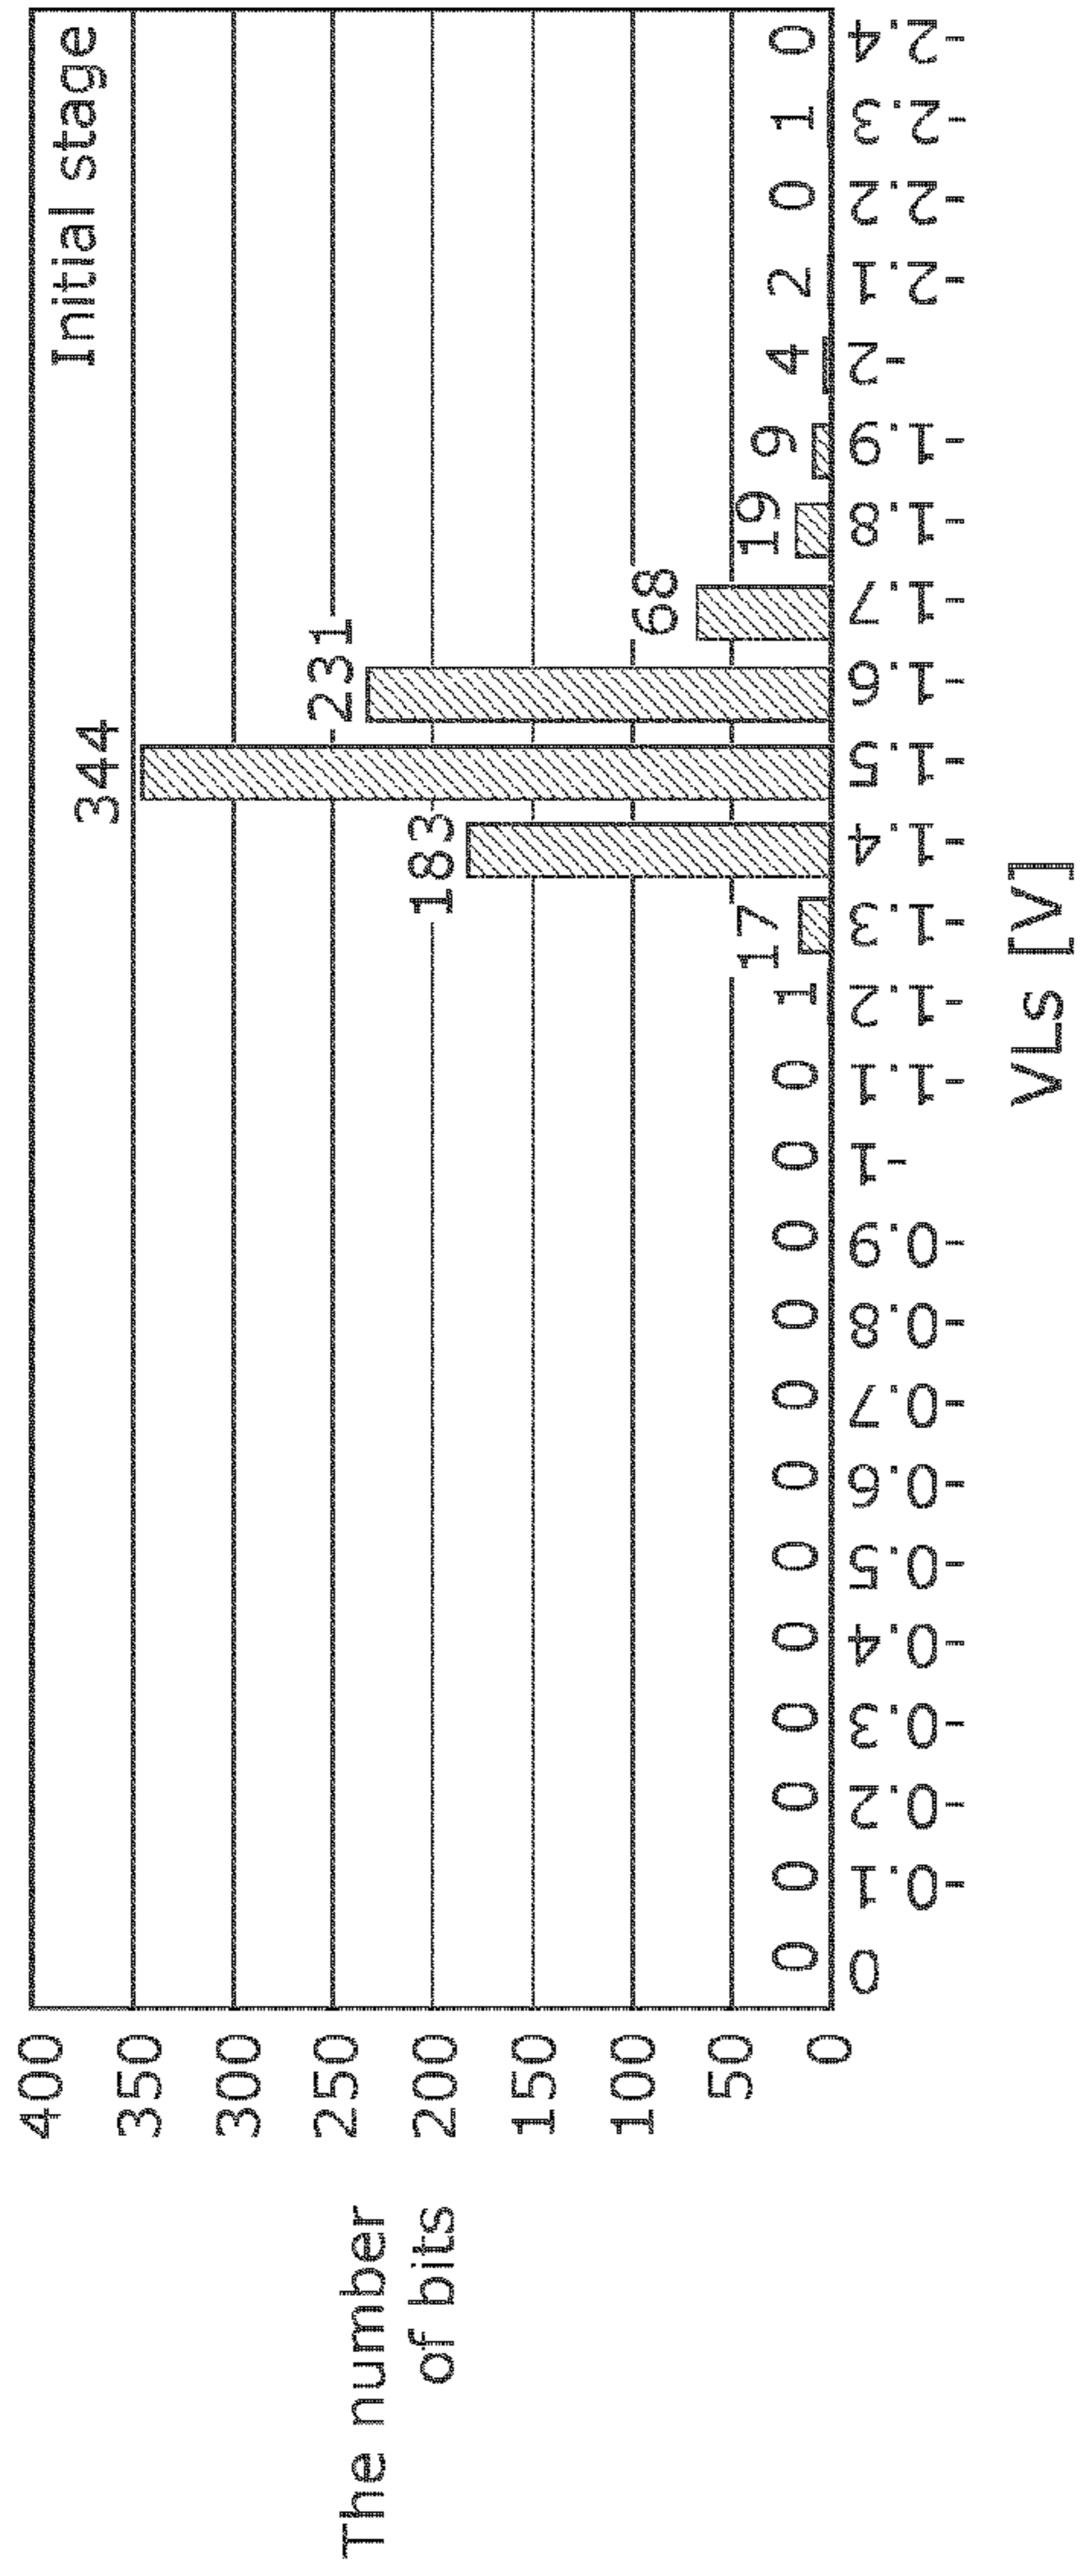 Initial stage
The number
of bits
400
350
300
250
200
150
100
50
0
0 0 0 0 0 0 0 0 0 0 0 0 1 17 183 344 231 68 19 9 4 2 0 1 0
0 -0.1 -0.2 -0.3 -0.4 -0.5 -0.6 -0.7 -0.8 -0.9 -1 -1.1 -1.2 -1.3 -1.4 -1.5 -1.6 -1.7 -1.8 -1.9 -2 -2.1 -2.2 -2.3 -2.4
VLs [V]